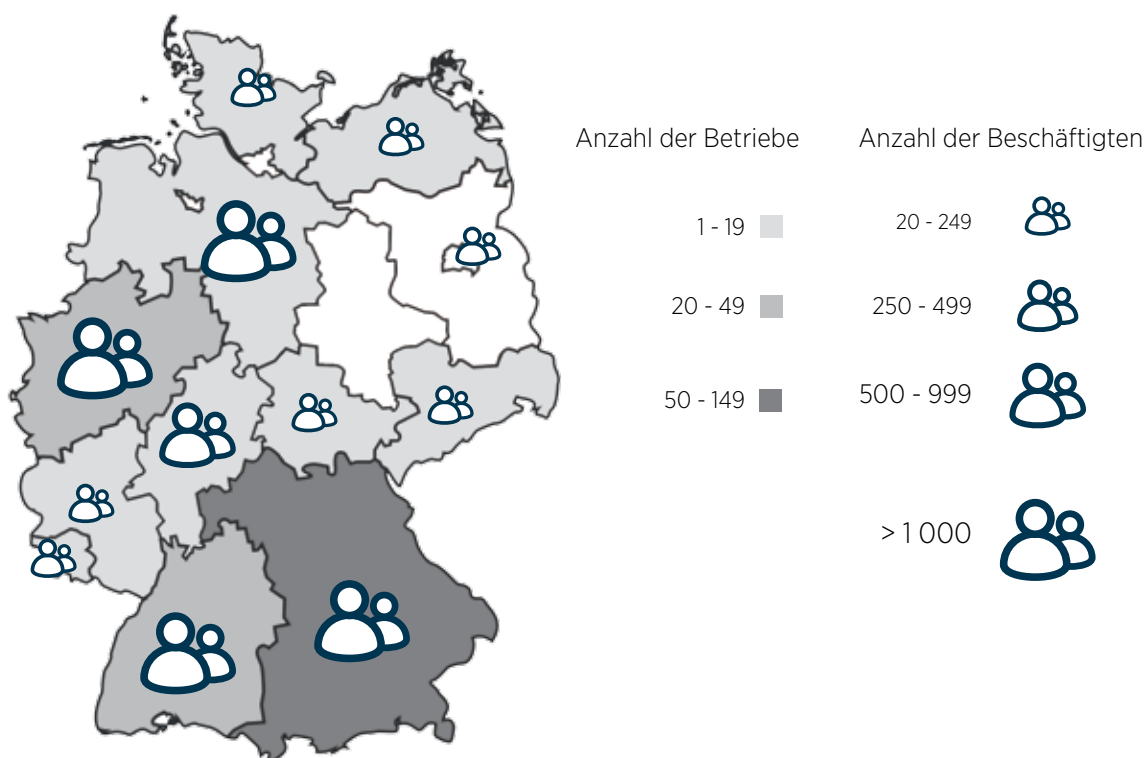 Anzahl der Betriebe
1 - 19
20 - 49
50 - 149
Anzahl der Beschäftigten
20 - 249
250 - 499
500 - 999
> 1 000